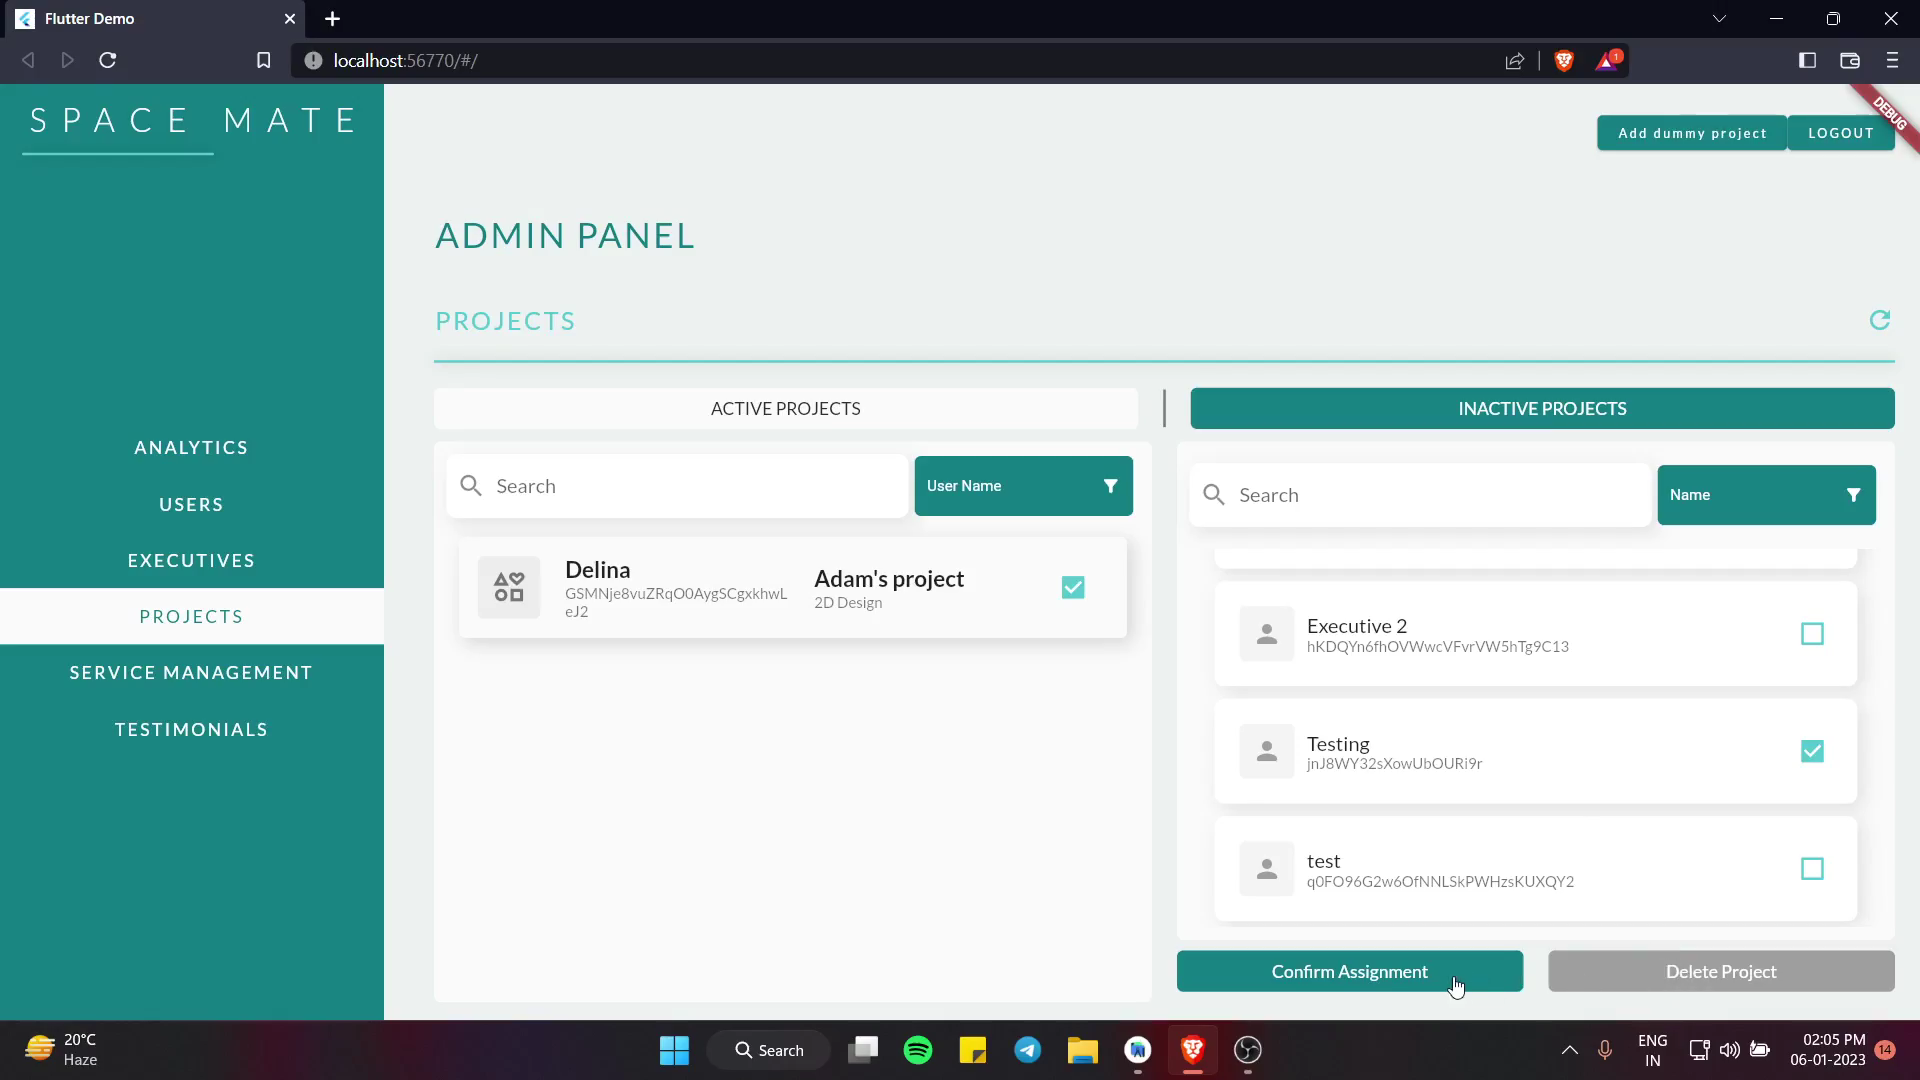 Flutter Demo
localhost:56770/#/
1
SPACE MATE
DEBUG
Add dummy project
LOGOUT
ADMIN PANEL
PROJECTS
ACTIVE PROJECTS
INACTIVE PROJECTS
ANALYTICS
USERS
EXECUTIVES
PROJECTS
SERVICE MANAGEMENT
TESTIMONIALS
Search
User Name
Delina
GSMNje8vuZRqO0AygSCgxkhwL
eJ2
Adam's project
2D Design
Search
Name
Executive 2
hKDQYn6fhOVWwcVFvrVW5hTg9C13
Testing
jnJ8WY32sXowUbOURi9r
test
q0FO96G2w6OfNNLSkPWHzsKUXQY2
Confirm Assignment
Delete Project
20°C
Haze
Search
ENG
IN
02:05 PM
06-01-2023
14